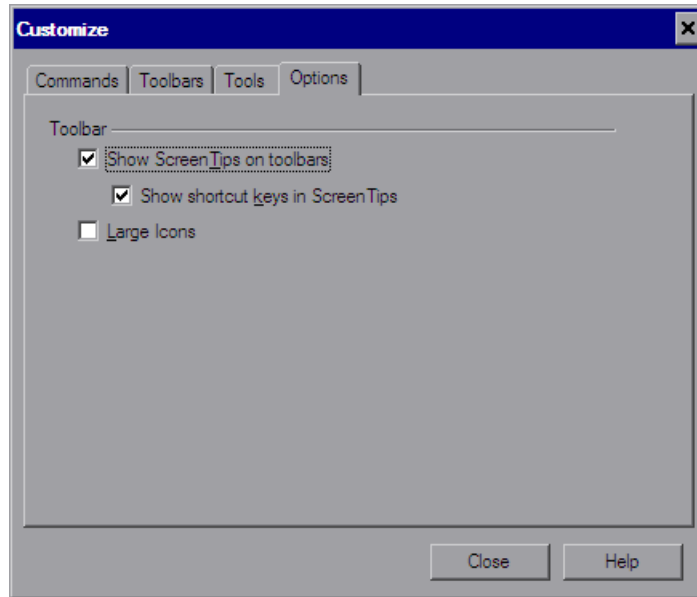 Customize
Commands Toolbars Tools Options
Toolbar
Show ScreenTips on toolbars
Show shortcut keys in ScreenTips
Large Icons
Close Help